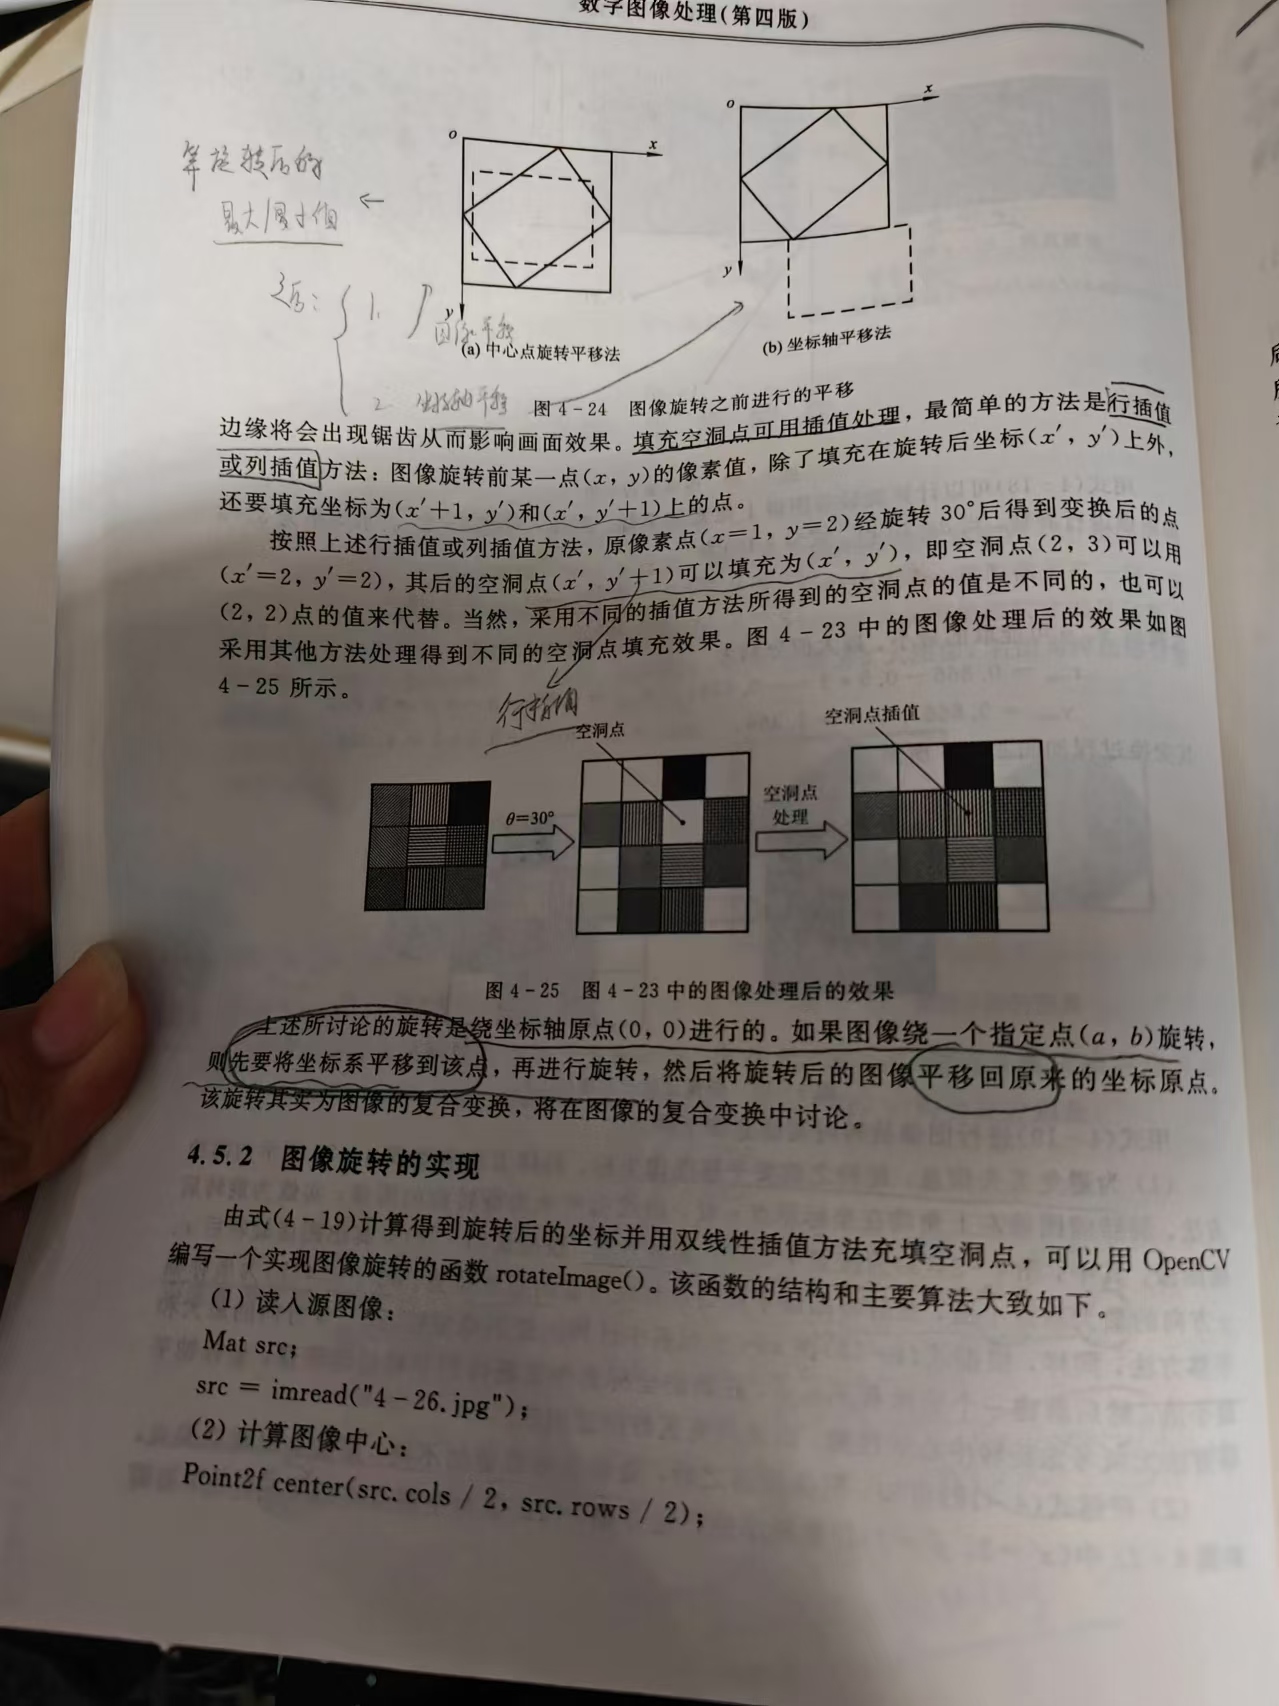 数字图像处理(第四版)
o
x
y
o
x
y
算旋转后的
最大/最小值
←
1.
图像平移
2. 坐标轴平移
(a) 中心点旋转平移法
(b) 坐标轴平移法
图 4-24 图像旋转之前进行的平移
边缘将会出现锯齿从而影响画面效果。填充空洞点可用插值处理，最简单的方法是行插值
或列插值方法：图像旋转前某一点(x, y)的像素值，除了填充在旋转后坐标(x′, y′)上外，
还要填充坐标为(x′+1, y′)和(x′, y′+1)上的点。
按照上述行插值或列插值方法，原像素点(x=1, y=2)经旋转 30°后得到变换后的点
(x′=2, y′=2)，其后的空洞点(x′, y′+1)可以填充为(x′, y′)，即空洞点(2, 3)可以用
(2, 2)点的值来代替。当然，采用不同的插值方法所得到的空洞点的值是不同的，也可以
采用其他方法处理得到不同的空洞点填充效果。图 4-23 中的图像处理后的效果如图
4-25 所示。
行插值
空洞点
空洞点插值
θ=30°
空洞点
处理
图 4-25 图 4-23 中的图像处理后的效果
上述所讨论的旋转是绕坐标轴原点(0, 0)进行的。如果图像绕一个指定点(a, b)旋转，
则先要将坐标系平移到该点，再进行旋转，然后将旋转后的图像平移回原来的坐标原点。
该旋转其实为图像的复合变换，将在图像的复合变换中讨论。
4.5.2 图像旋转的实现
由式(4-19)计算得到旋转后的坐标并用双线性插值方法充填空洞点，可以用 OpenCV
编写一个实现图像旋转的函数 rotateImage()。该函数的结构和主要算法大致如下。
(1) 读入源图像：
Mat src;
src = imread("4-26.jpg");
(2) 计算图像中心：
Point2f center(src.cols / 2, src.rows / 2);